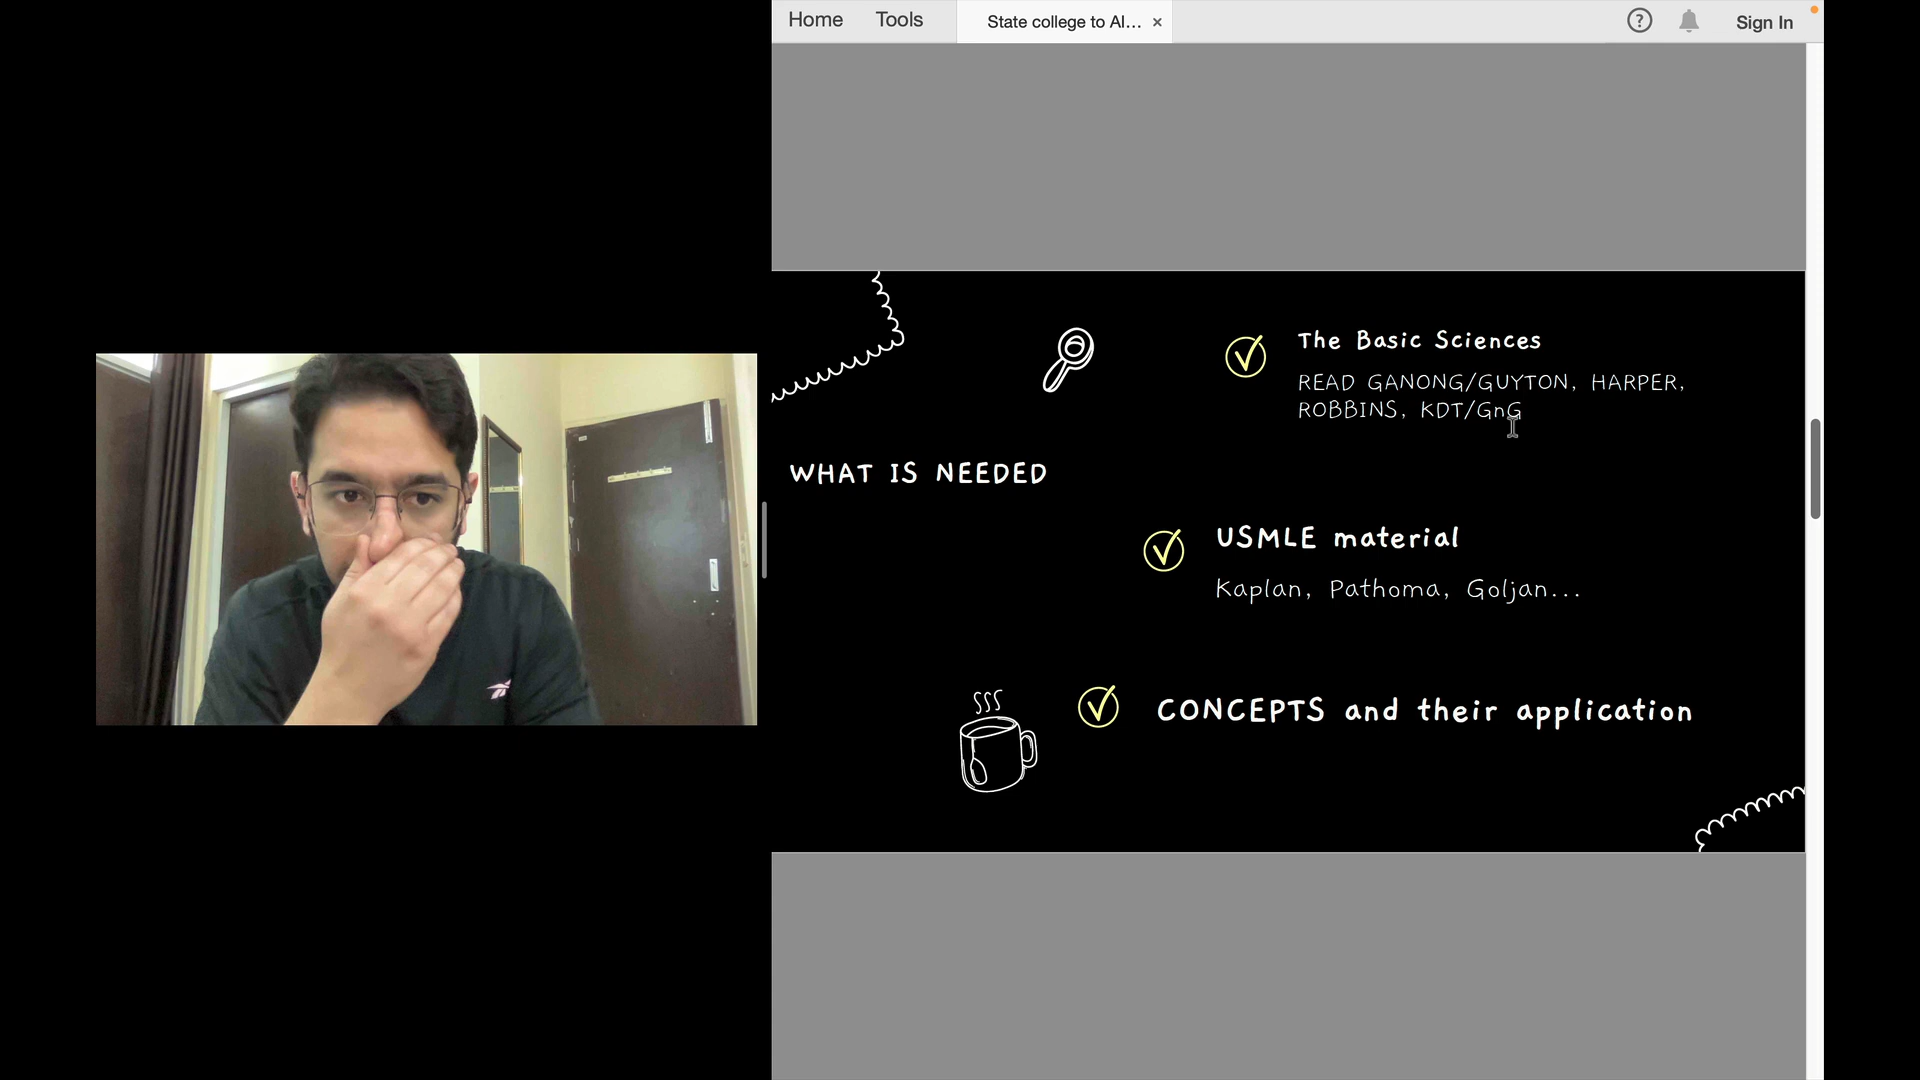 Home Tools State college to Al... × ? Sign In
The Basic Sciences
READ GANONG/GUYTON, HARPER,
ROBBINS, KDT/GnG
WHAT IS NEEDED
USMLE material
Kaplan, Pathoma, Goljan...
CONCEPTS and their application